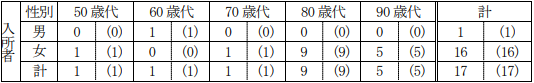 入所者 性別 50歳代 60歳代 70歳代 80歳代 90歳代 計
男 0 (0) 1 (1) 0 (0) 0 (0) 0 (0) 1 (1)
女 1 (1) 0 (0) 1 (1) 9 (9) 5 (5) 16 (16)
計 1 (1) 1 (1) 1 (1) 9 (9) 5 (5) 17 (17)